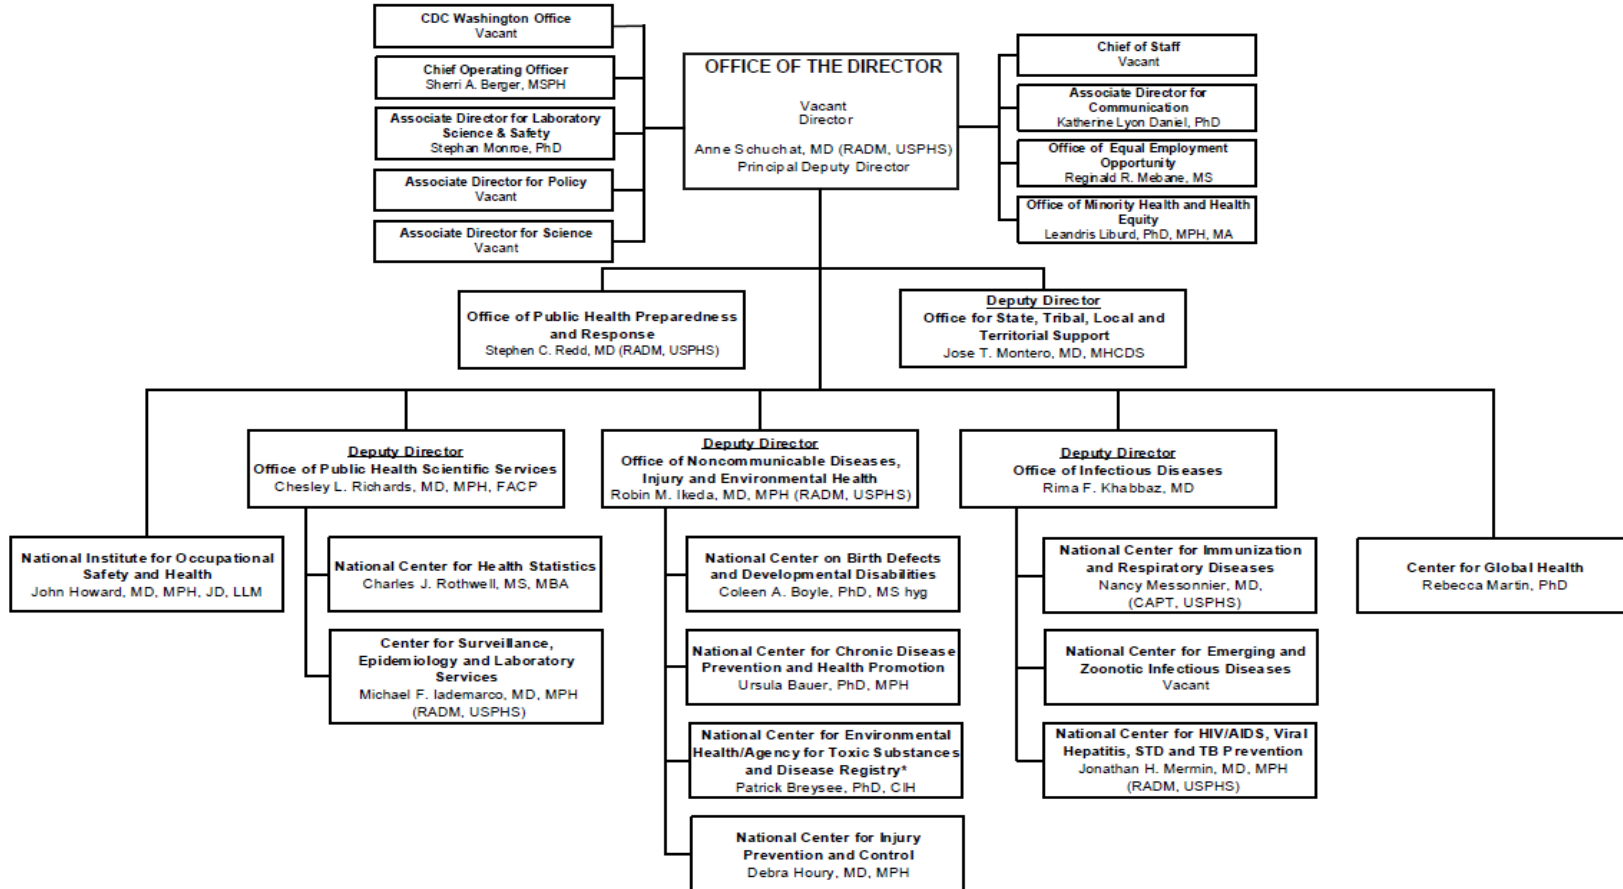 CDC Washington Office
Vacant
Chief Operating Officer
Sherri A. Berger, MSPH
Associate Director for Laboratory
Science & Safety
Stephan Monroe, PhD
Associate Director for Policy
Vacant
Associate Director for Science
Vacant
OFFICE OF THE DIRECTOR
Vacant
Director
Anne Schuchat, MD (RADM, USPHS)
Principal Deputy Director
Chief of Staff
Vacant
Associate Director for
Communication
Katherine Lyon Daniel, PhD
Office of Equal Employment
Opportunity
Reginald R. Mebane, MS
Office of Minority Health and Health
Equity
Leandris Liburd, PhD, MPH, MA
Office of Public Health Preparedness
and Response
Stephen C. Redd, MD (RADM, USPHS)
Deputy Director
Office for State, Tribal, Local and
Territorial Support
Jose T. Montero, MD, MHCDS
Deputy Director
Office of Public Health Scientific Services
Chesley L. Richards, MD, MPH, FACP
Deputy Director
Office of Noncommunicable Diseases,
Injury and Environmental Health
Robin M. Ikeda, MD, MPH (RADM, USPHS)
Deputy Director
Office of Infectious Diseases
Rima F. Khabbaz, MD
National Institute for Occupational
Safety and Health
John Howard, MD, MPH, JD, LLM
National Center for Health Statistics
Charles J. Rothwell, MS, MBA
Center for Surveillance,
Epidemiology and Laboratory
Services
Michael F. Iademarco, MD, MPH
(RADM, USPHS)
National Center on Birth Defects
and Developmental Disabilities
Coleen A. Boyle, PhD, MS hyg
National Center for Chronic Disease
Prevention and Health Promotion
Ursula Bauer, PhD, MPH
National Center for Environmental
Health/Agency for Toxic Substances
and Disease Registry*
Patrick Breysee, PhD, CIH
National Center for Injury
Prevention and Control
Debra Houry, MD, MPH
National Center for Immunization
and Respiratory Diseases
Nancy Messonnier, MD,
(CAPT, USPHS)
National Center for Emerging and
Zoonotic Infectious Diseases
Vacant
National Center for HIV/AIDS, Viral
Hepatitis, STD and TB Prevention
Jonathan H. Mermin, MD, MPH
(RADM, USPHS)
Center for Global Health
Rebecca Martin, PhD